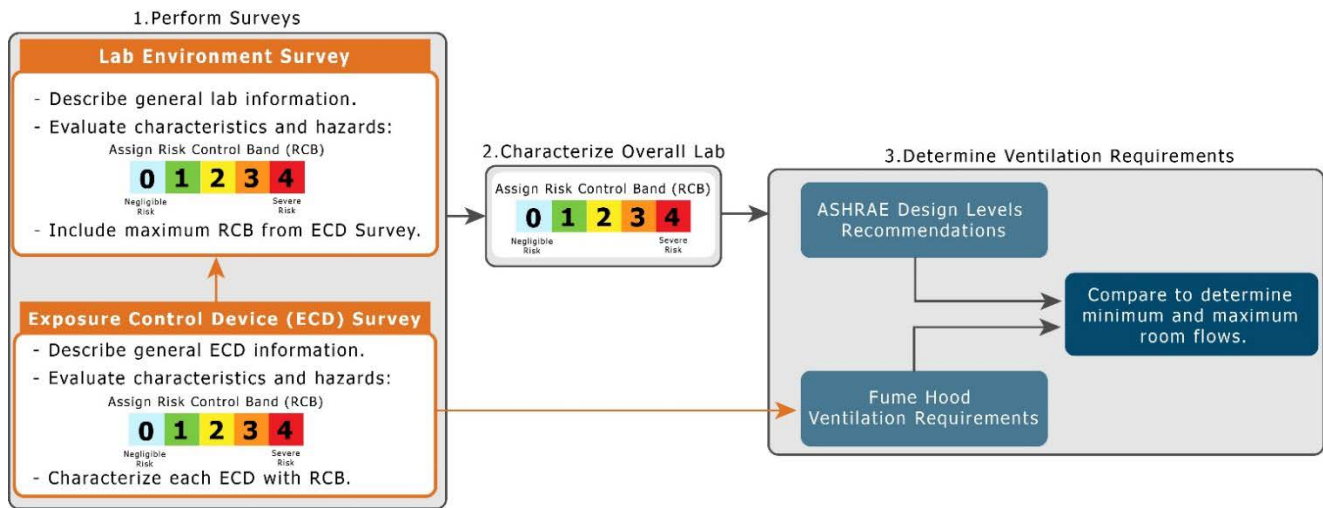 1.Perform Surveys
Lab Environment Survey
- Describe general lab information.
- Evaluate characteristics and hazards:
Assign Risk Control Band (RCB)
0 1 2 3 4
Negligible
Risk
Severe
Risk
- Include maximum RCB from ECD Survey.
Exposure Control Device (ECD) Survey
- Describe general ECD information.
- Evaluate characteristics and hazards:
Assign Risk Control Band (RCB)
0 1 2 3 4
Negligible
Risk
Severe
Risk
- Characterize each ECD with RCB.
2.Characterize Overall Lab
Assign Risk Control Band (RCB)
0 1 2 3 4
Negligible
Risk
Severe
Risk
3.Determine Ventilation Requirements
ASHRAE Design Levels
Recommendations
Fume Hood
Ventilation Requirements
Compare to determine
minimum and maximum
room flows.